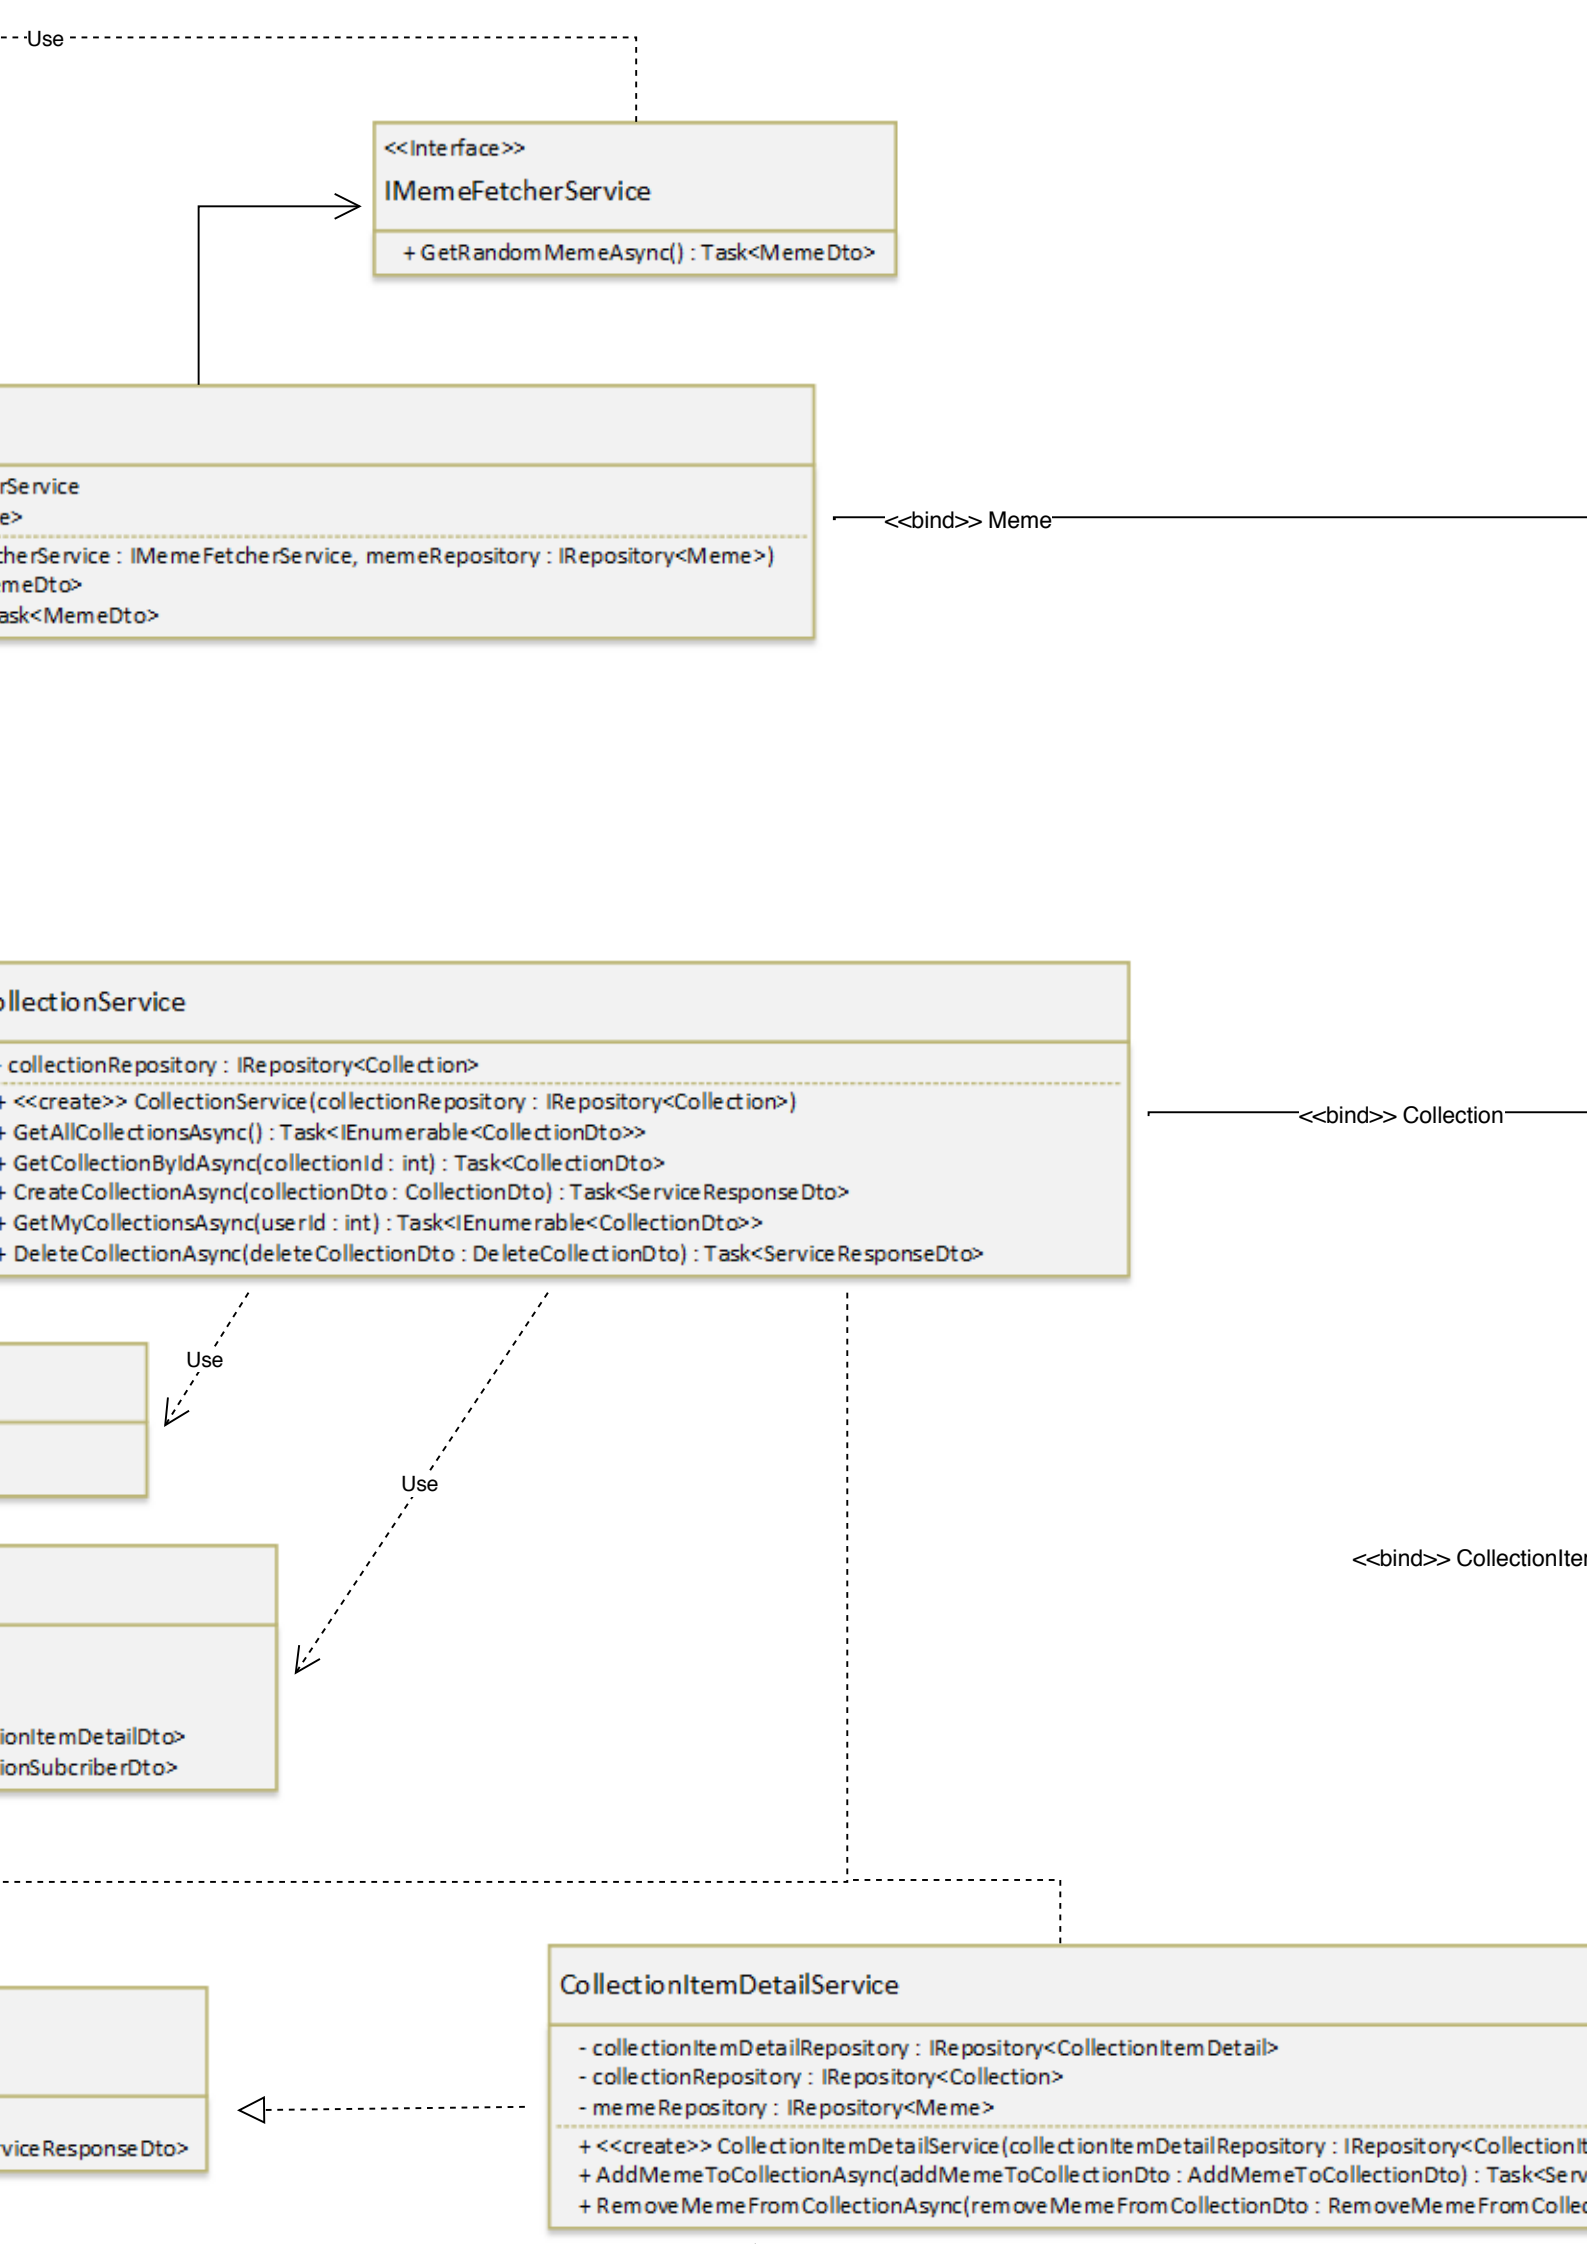 Use
<<Interface>>
IMemeFetcherService
+ GetRandomMemeAsync() : Task<MemeDto>
rService
e>
cherService : IMemeFetcherService, memeRepository : IRepository<Meme>)
emeDto>
ask<MemeDto>
<<bind>> Meme
ollectionService
- collectionRepository : IRepository<Collection>
+ <<create>> CollectionService(collectionRepository : IRepository<Collection>)
+ GetAllCollectionsAsync() : Task<IEnumerable<CollectionDto>>
+ GetCollectionByIdAsync(collectionId : int) : Task<CollectionDto>
+ CreateCollectionAsync(collectionDto : CollectionDto) : Task<ServiceResponseDto>
+ GetMyCollectionsAsync(userId : int) : Task<IEnumerable<CollectionDto>>
+ DeleteCollectionAsync(deleteCollectionDto : DeleteCollectionDto) : Task<ServiceResponseDto>
<<bind>> Collection
Use
Use
<<bind>> CollectionIte
ionItemDetailDto>
ionSubcriberDto>
viceResponseDto>
CollectionItemDetailService
- collectionItemDetailRepository : IRepository<CollectionItemDetail>
- collectionRepository : IRepository<Collection>
- memeRepository : IRepository<Meme>
+ <<create>> CollectionItemDetailService(collectionItemDetailRepository : IRepository<CollectionIt
+ AddMemeToCollectionAsync(addMemeToCollectionDto : AddMemeToCollectionDto) : Task<Serv
+ RemoveMemeFromCollectionAsync(removeMemeFromCollectionDto : RemoveMemeFromCollec